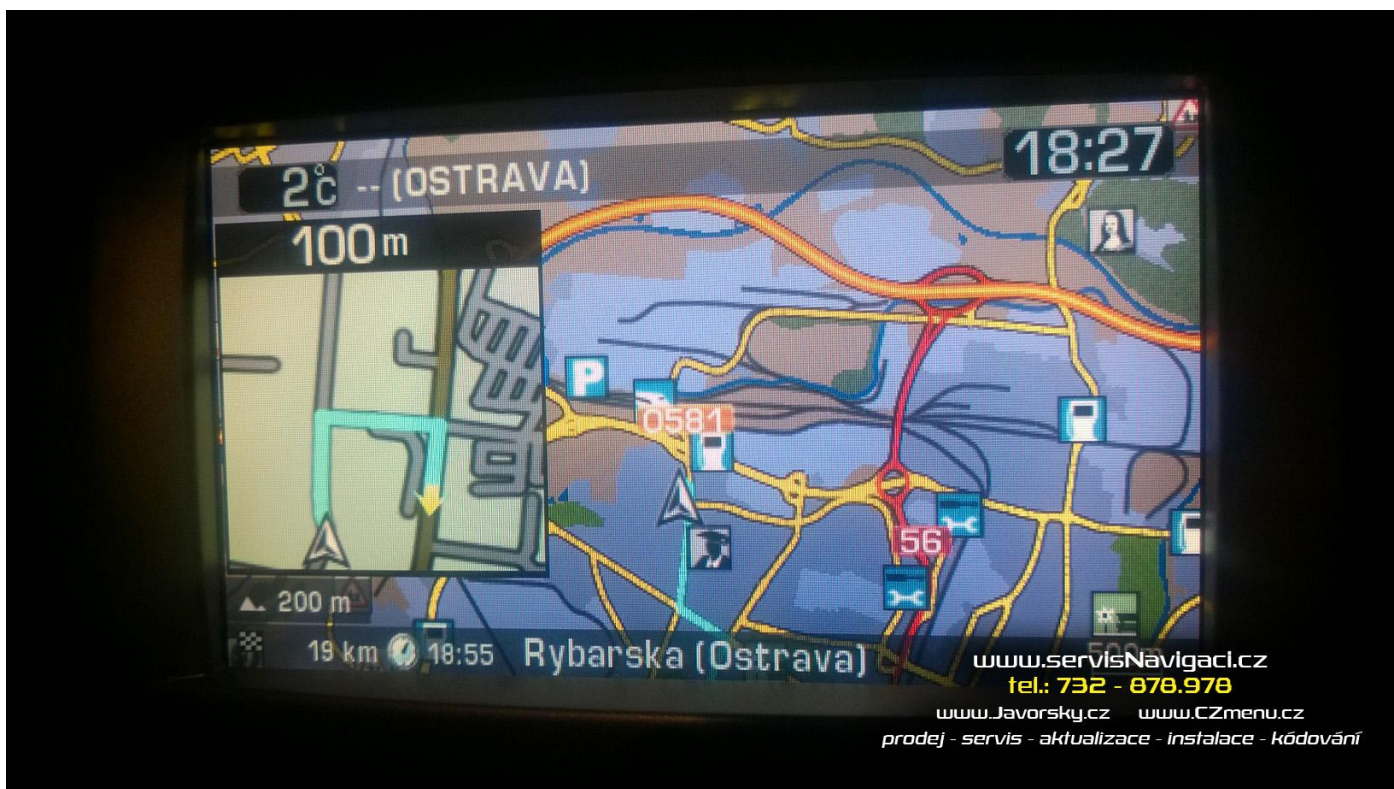 2°C -- (OSTRAVA)
18:27
100 m
P
0581
56
200 m
19 km 18:55 Rybarska (Ostrava)
500m
www.servisNavigaci.cz
tel.: 732 - 878.978
www.Javorsky.cz www.CZmenu.cz
prodej - servis - aktualizace - instalace - kódování